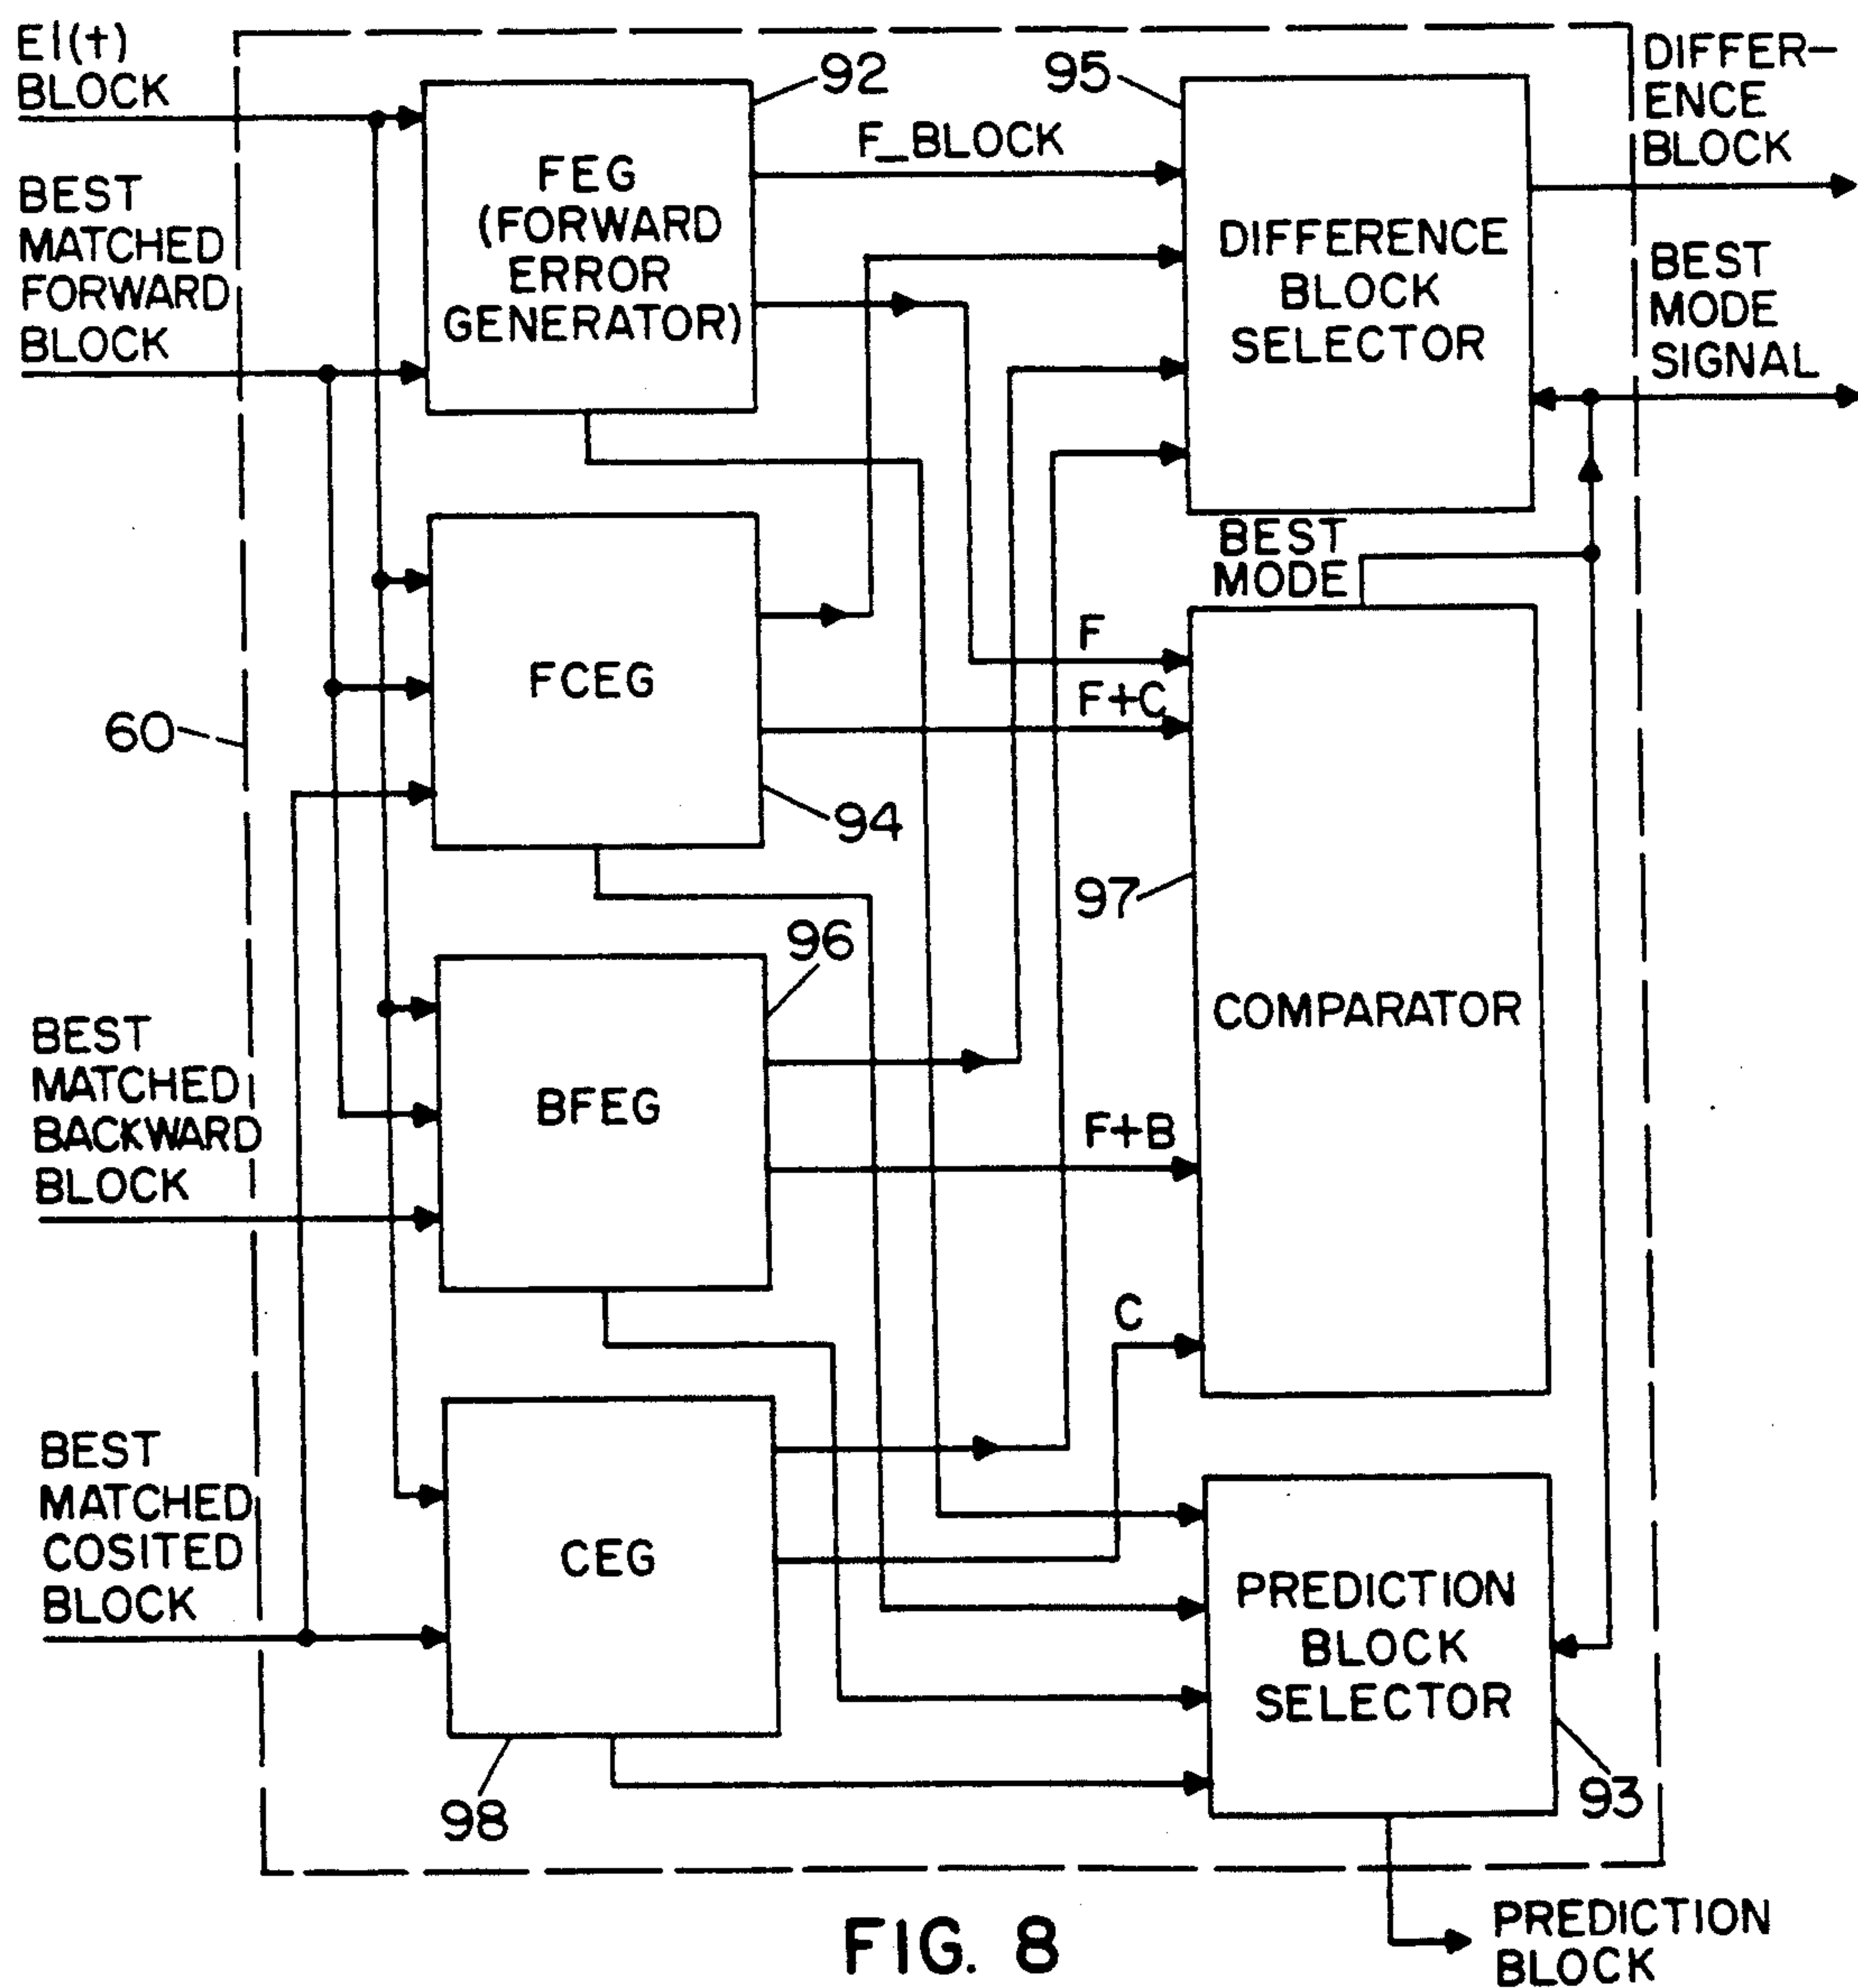 E1(t)
BLOCK
BEST
MATCHED
FORWARD
BLOCK
BEST
MATCHED
BACKWARD
BLOCK
BEST
MATCHED
COSITED
BLOCK
60
92
FEG
(FORWARD
ERROR
GENERATOR)
F_BLOCK
FCEG
94
96
BFEG
CEG
98
95
DIFFERENCE
BLOCK
SELECTOR
BEST
MODE
F
F+C
97
F+B
C
COMPARATOR
PREDICTION
BLOCK
SELECTOR
93
DIFFER-
ENCE
BLOCK
BEST
MODE
SIGNAL
PREDICTION
BLOCK
FIG. 8